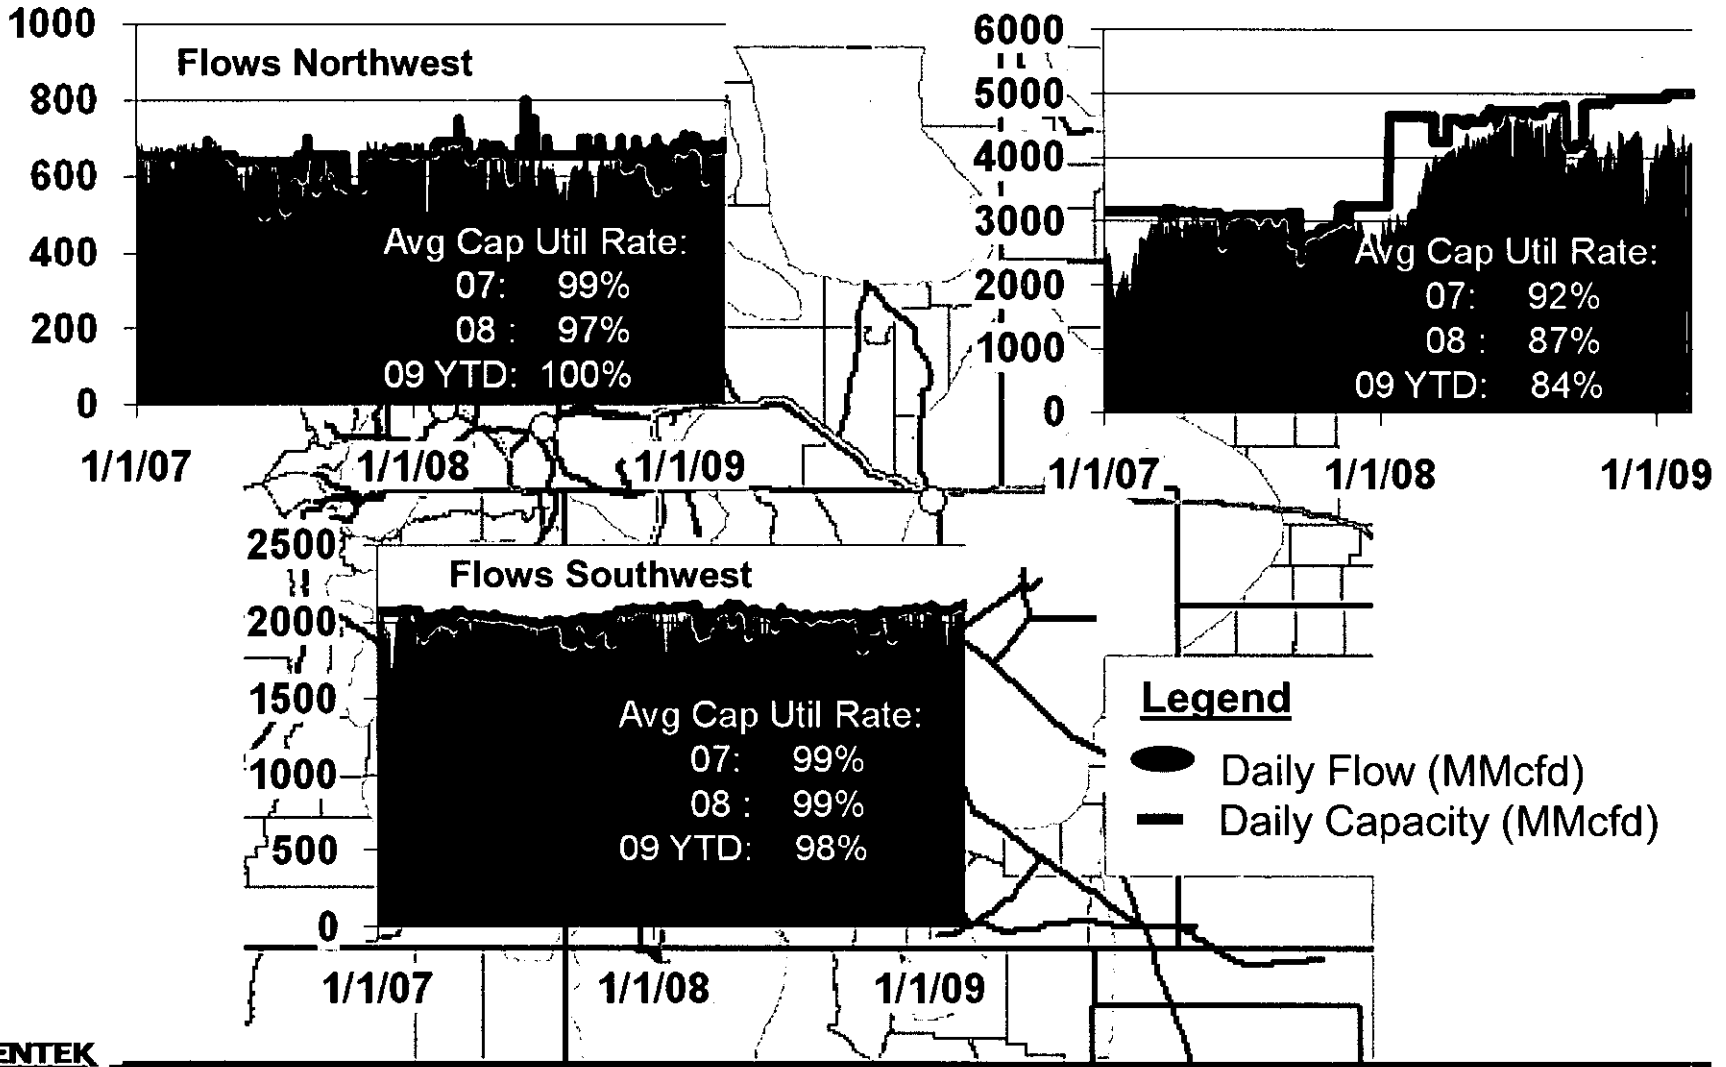 1000
Flows Northwest
800
600
400
200
0
Avg Cap Util Rate:
07: 99%
08 : 97%
09 YTD: 100%
1/1/07 1/1/08 1/1/09
6000
5000
4000
3000
2000
1000
0
Avg Cap Util Rate:
07: 92%
08 : 87%
09 YTD: 84%
1/1/07 1/1/08 1/1/09
2500
Flows Southwest
2000
1500
1000
500
0
Avg Cap Util Rate:
07: 99%
08 : 99%
09 YTD: 98%
1/1/07 1/1/08 1/1/09
Legend
Daily Flow (MMcfd)
Daily Capacity (MMcfd)
ENTEK